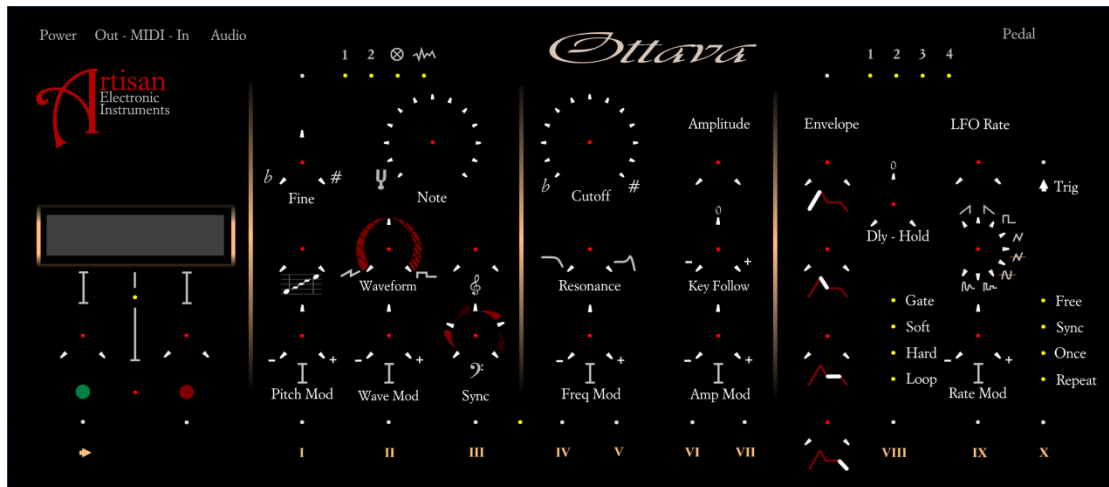 Power Out - MIDI - In Audio
Ottava
Pedal
1 2
1 2 3 4
Artisan
Electronic
Instruments
Amplitude
Envelope
LFO Rate
♭ Fine #
Note
♭ Cutoff #
0
Trig
0
Dly - Hold
Waveform
Resonance
- Key Follow +
Gate
Free
Soft
Sync
Hard
Once
Loop
Repeat
- Pitch Mod +
- Wave Mod +
Sync
Freq Mod
- +
- Amp Mod +
- Rate Mod +
I II III IV V VI VII VIII IX X